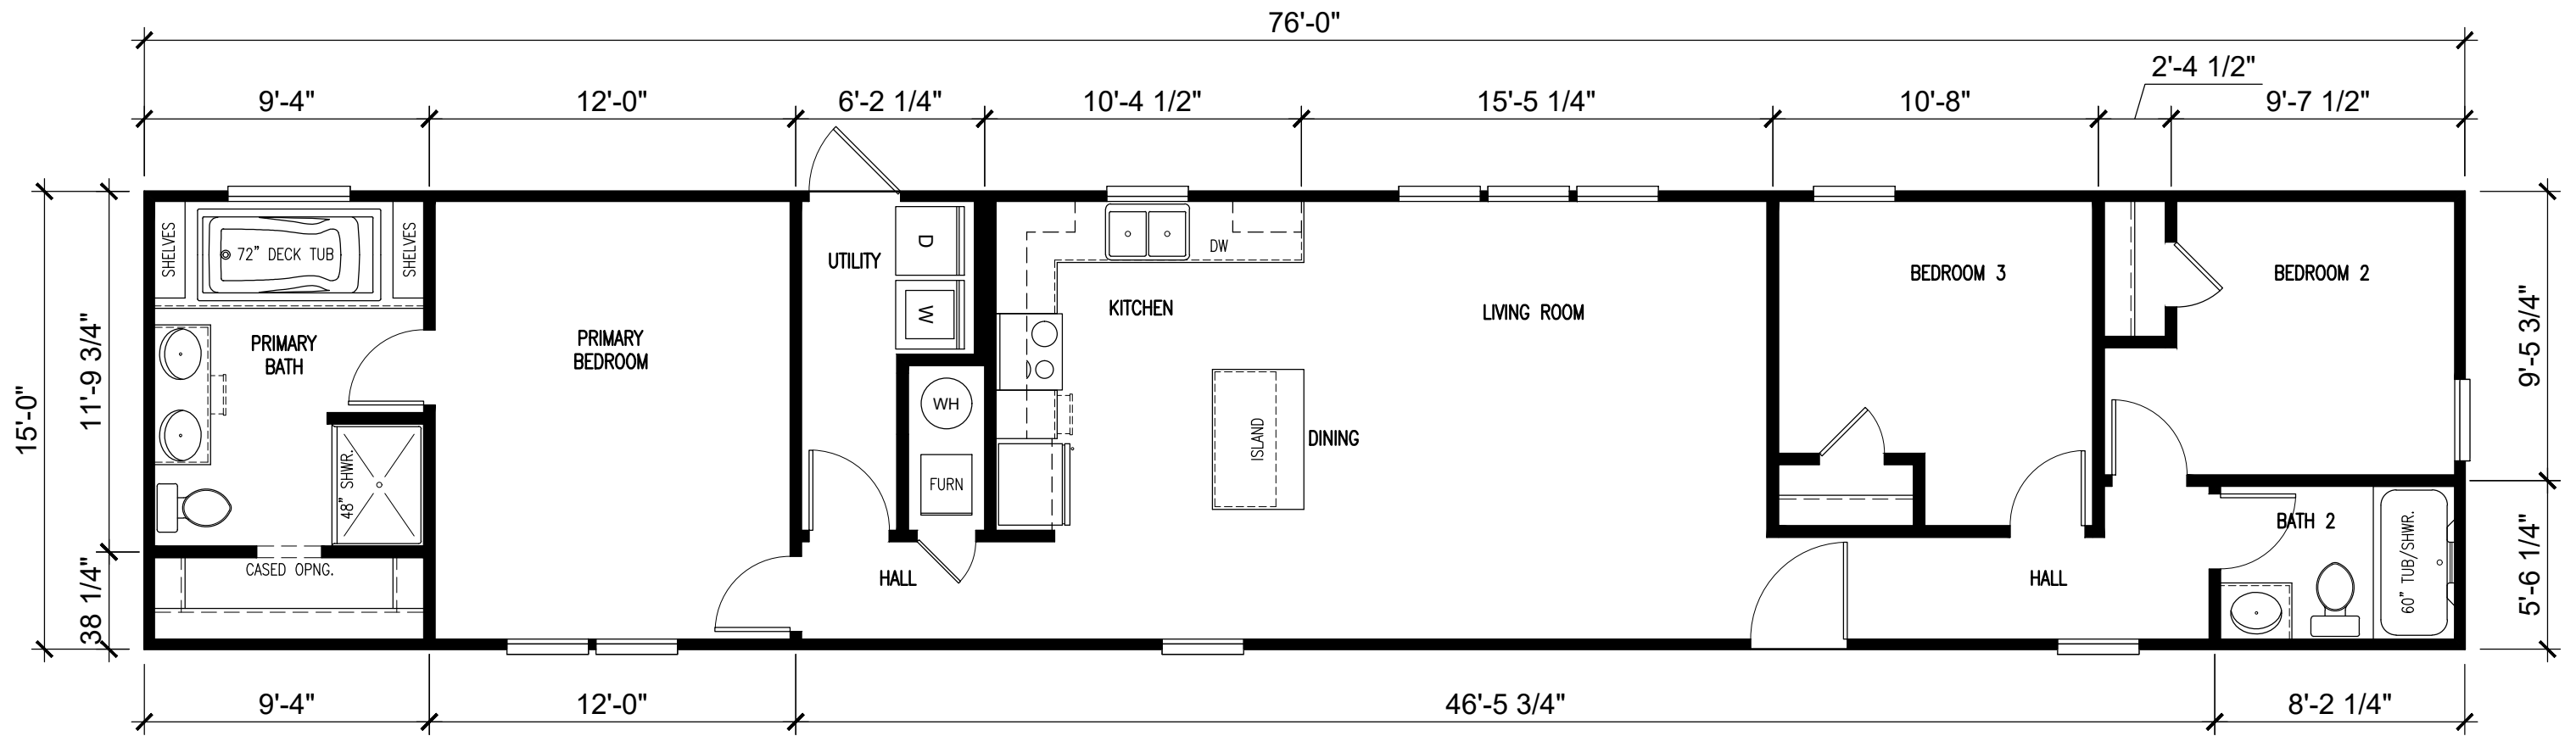 76'-0"
2'-4 1/2"
9'-4"
12'-0"
6'-2 1/4"
10'-4 1/2"
15'-5 1/4"
10'-8"
9'-7 1/2"
15'-0"
11'-9 3/4"
38 1/4"
SHELVES
72" DECK TUB
SHELVES
PRIMARY
BATH
48" SHWR.
CASED OPNG.
PRIMARY
BEDROOM
UTILITY
D
W
WH
FURN
HALL
DW
KITCHEN
ISLAND
DINING
LIVING ROOM
BEDROOM 3
BEDROOM 2
HALL
BATH 2
60" TUB/SHWR.
9'-5 3/4"
5'-6 1/4"
9'-4"
12'-0"
46'-5 3/4"
8'-2 1/4"